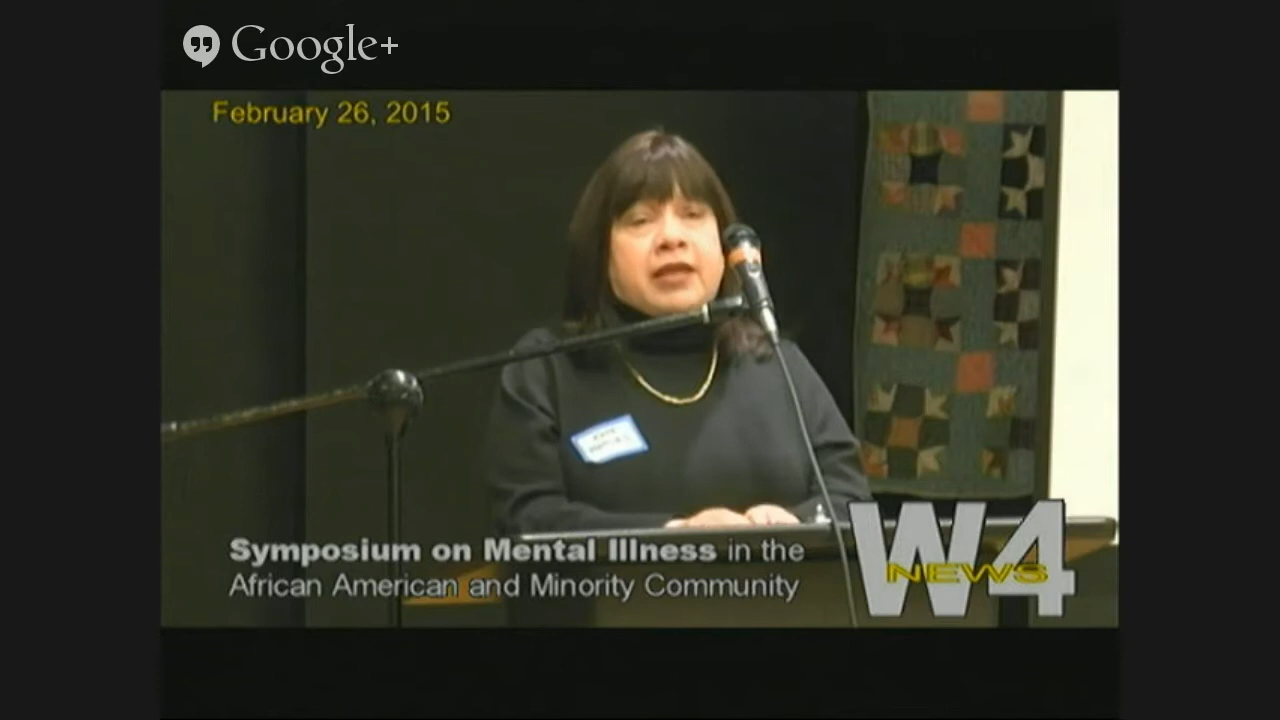 Google+
February 26, 2015
Symposium on Mental Illness in the
African American and Minority Community
W4
NEWS